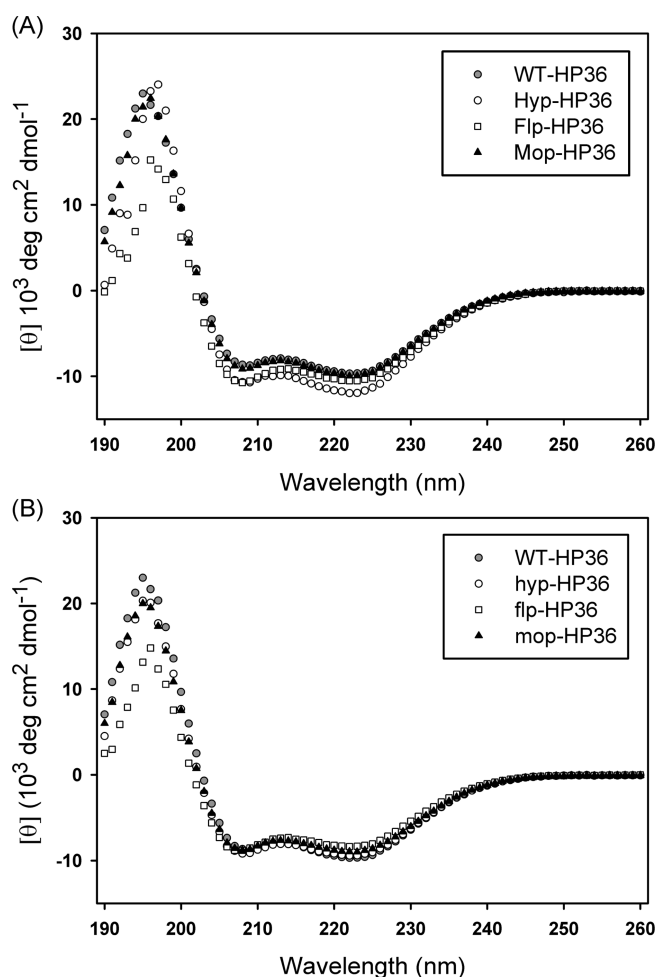 (A)
30
20
10
0
-10
[θ] 10³ deg cm² dmol⁻¹
WT-HP36
Hyp-HP36
Flp-HP36
Mop-HP36
190 200 210 220 230 240 250 260
Wavelength (nm)
(B)
30
20
10
0
-10
[θ] (10³ deg cm² dmol⁻¹)
WT-HP36
hyp-HP36
flp-HP36
mop-HP36
190 200 210 220 230 240 250 260
Wavelength (nm)